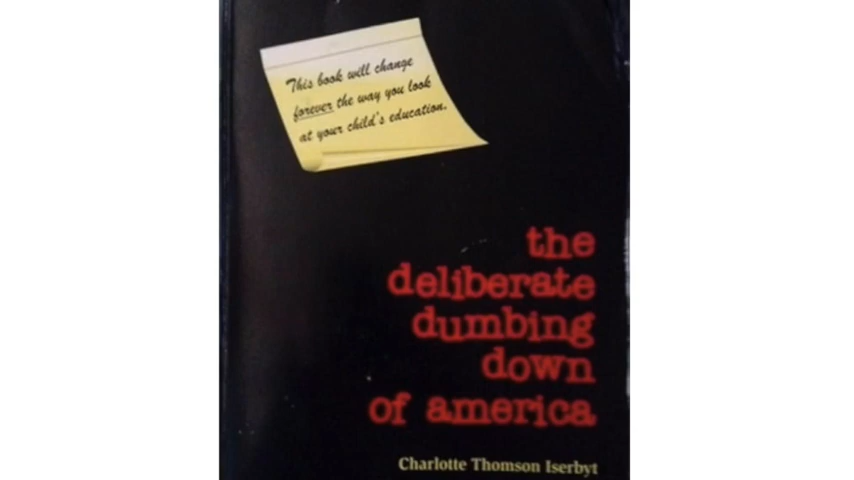 This book will change
forever the way you look
at your child's education.
the
deliberate
dumbing
down
of america
Charlotte Thomson Iserbyt